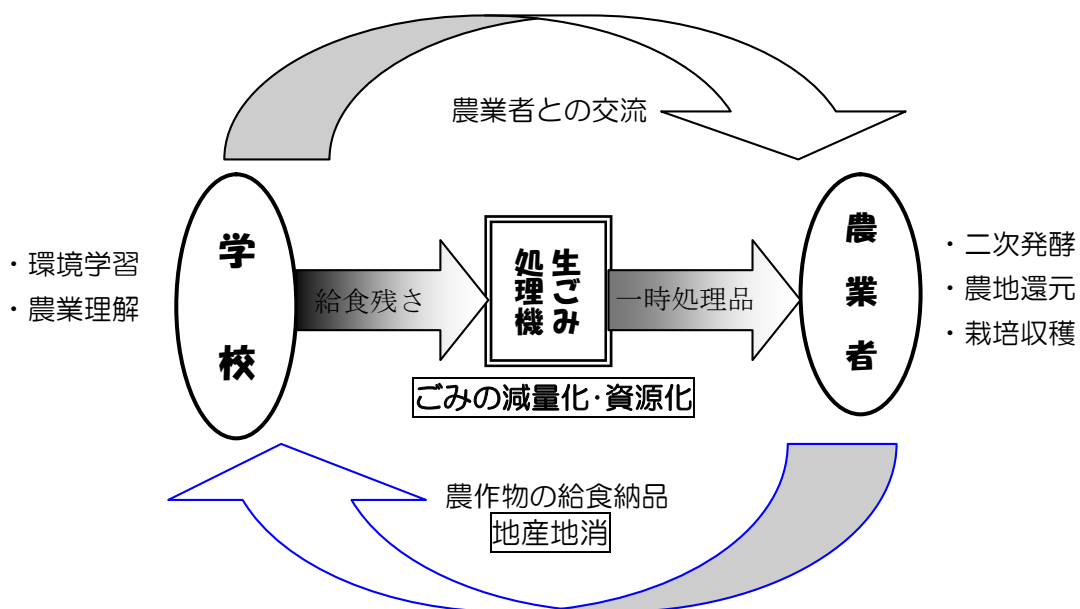 農業者との交流
学校
・環境学習
・農業理解
給食残さ
生ごみ
処理機
一時処理品
農業者
・二次発酵
・農地還元
・栽培収穫
ごみの減量化・資源化
農作物の給食納品
地産地消